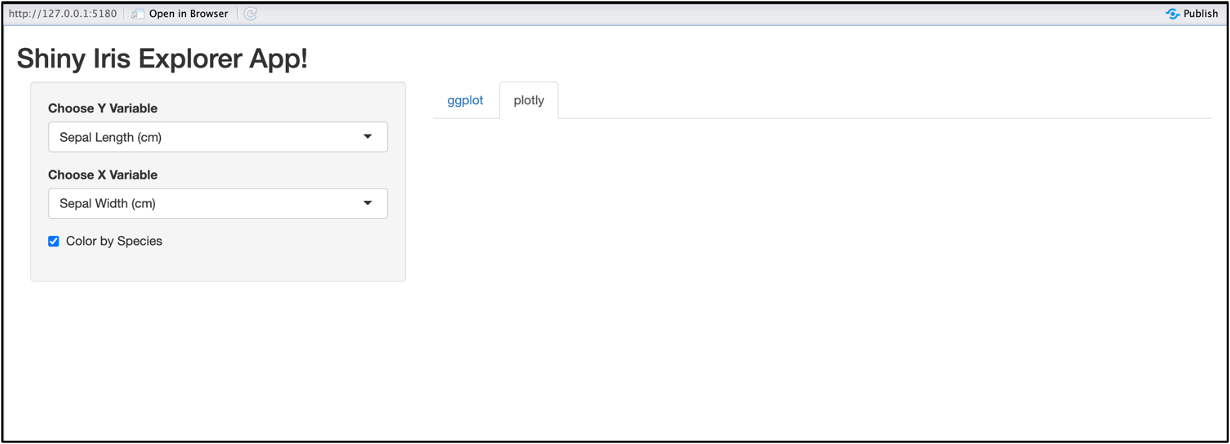 http://127.0.0.1:5180 Open in Browser Publish
Shiny Iris Explorer App!
Choose Y Variable
Sepal Length (cm)
Choose X Variable
Sepal Width (cm)
Color by Species
ggplot plotly